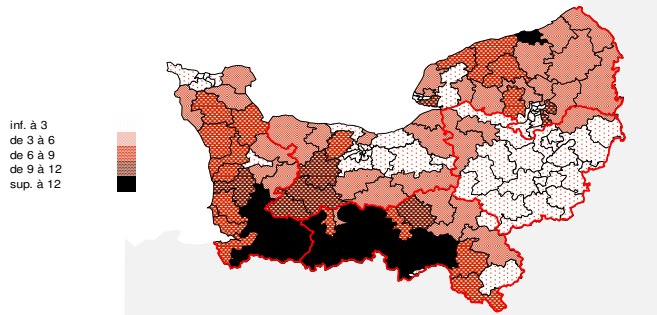 inf. à 3
de 3 à 6
de 6 à 9
de 9 à 12
sup. à 12